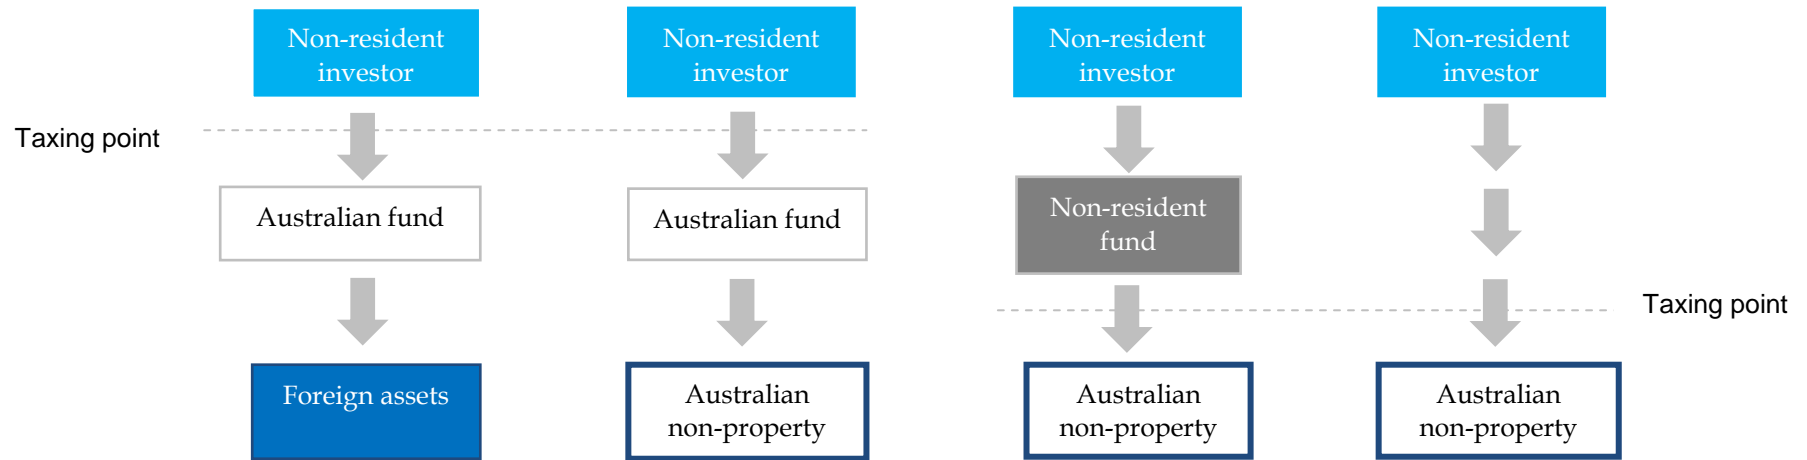 Non-resident
investor
Non-resident
investor
Non-resident
investor
Non-resident
investor
Taxing point
Australian fund
Australian fund
Non-resident
fund
Taxing point
Foreign assets
Australian
non-property
Australian
non-property
Australian
non-property